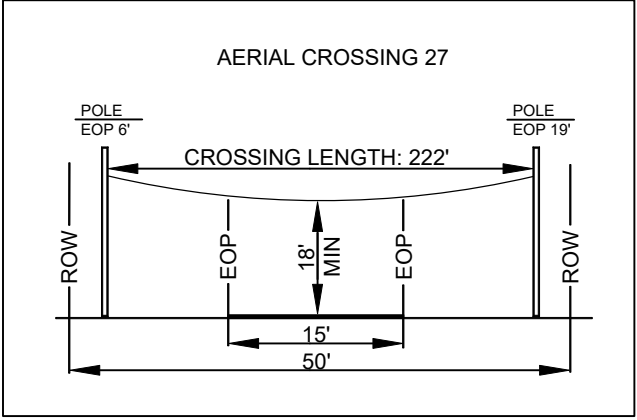 AERIAL CROSSING 27
POLE
EOP 6'
POLE
EOP 19'
CROSSING LENGTH: 222'
ROW
EOP
18'
MIN
EOP
ROW
15'
50'